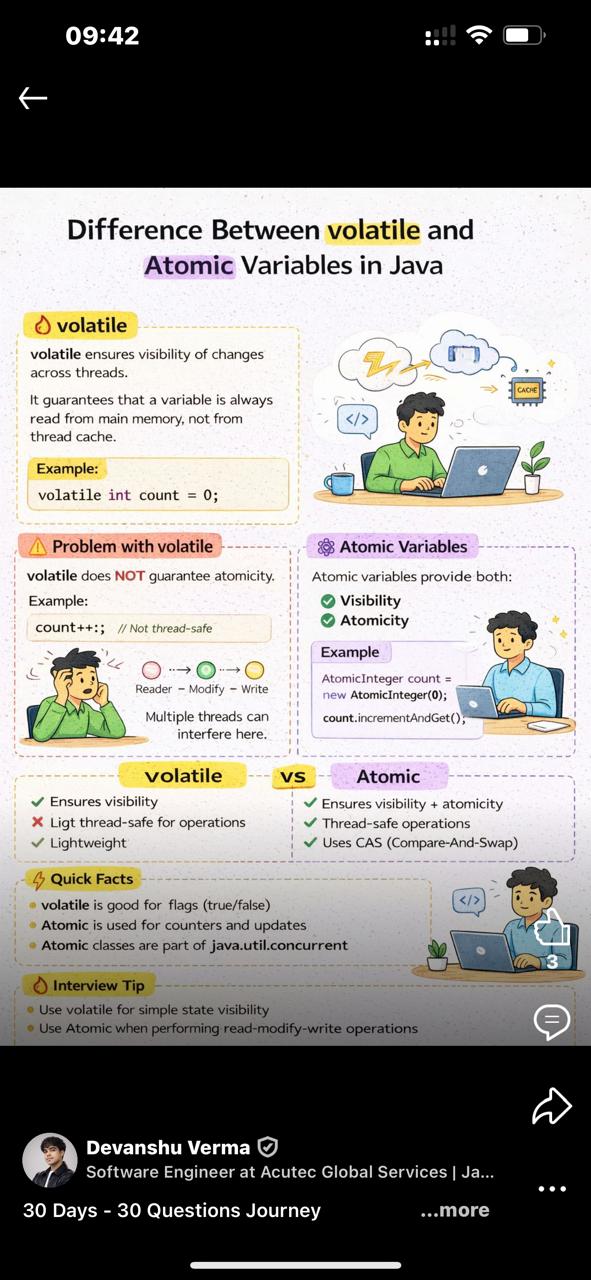 09:42
Difference Between volatile and
Atomic Variables in Java
volatile
volatile ensures visibility of changes
across threads.
It guarantees that a variable is always
read from main memory, not from
thread cache.
Example:
volatile int count = 0;
</>
CACHE
Problem with volatile
volatile does NOT guarantee atomicity.
Example:
count++:; // Not thread-safe
Reader – Modify – Write
Multiple threads can
interfere here.
Atomic Variables
Atomic variables provide both:
Visibility
Atomicity
Example
AtomicInteger count =
new AtomicInteger(0);
count.incrementAndGet();
volatile vs Atomic
Ensures visibility
Ligt thread-safe for operations
Lightweight
Ensures visibility + atomicity
Thread-safe operations
Uses CAS (Compare-And-Swap)
Quick Facts
volatile is good for flags (true/false)
Atomic is used for counters and updates
Atomic classes are part of java.util.concurrent
</>
3
Interview Tip
Use volatile for simple state visibility
Use Atomic when performing read-modify-write operations
Devanshu Verma
Software Engineer at Acutec Global Services | Ja...
30 Days - 30 Questions Journey ...more